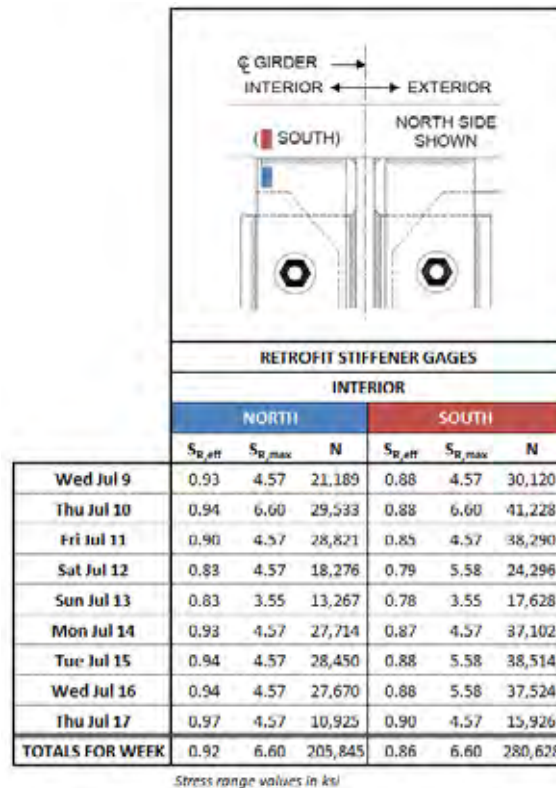 ℄ GIRDER
INTERIOR EXTERIOR
( SOUTH) NORTH SIDE SHOWN
RETROFIT STIFFENER GAGES
INTERIOR
NORTH SOUTH
SR,eff SR,max N SR,eff SR,max N
Wed Jul 9 0.93 4.57 21,189 0.88 4.57 30,120
Thu Jul 10 0.94 6.60 29,533 0.88 6.60 41,228
Fri Jul 11 0.90 4.57 28,821 0.85 4.57 38,290
Sat Jul 12 0.83 4.57 18,276 0.79 5.58 24,296
Sun Jul 13 0.83 3.55 13,267 0.78 3.55 17,628
Mon Jul 14 0.93 4.57 27,714 0.87 4.57 37,102
Tue Jul 15 0.94 4.57 28,450 0.88 5.58 38,514
Wed Jul 16 0.94 4.57 27,670 0.88 5.58 37,524
Thu Jul 17 0.97 4.57 10,925 0.90 4.57 15,926
TOTALS FOR WEEK 0.92 6.60 205,845 0.86 6.60 280,628
Stress range values in ksi